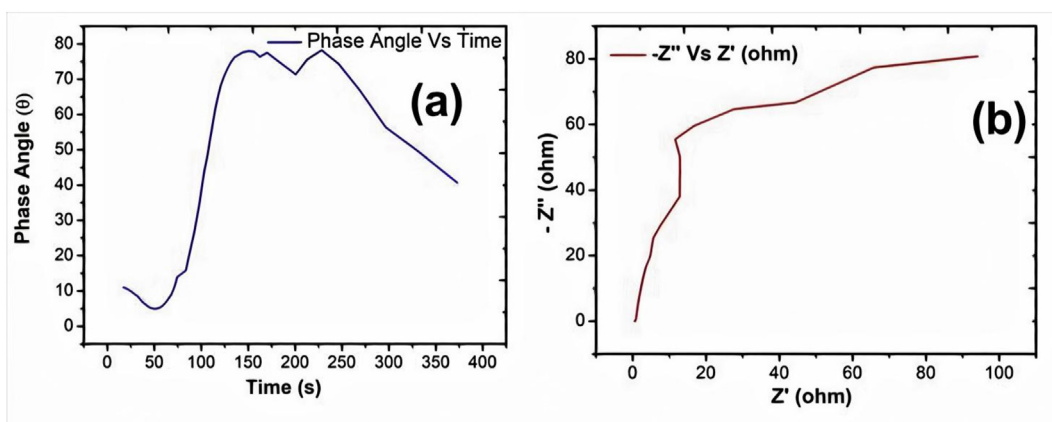 Phase Angle Vs Time
(a)
80
70
60
50
40
30
20
10
0
Phase Angle (θ)
0 50 100 150 200 250 300 350 400
Time (s)
-Z" Vs Z' (ohm)
(b)
80
60
40
20
0
- Z" (ohm)
0 20 40 60 80 100
Z' (ohm)